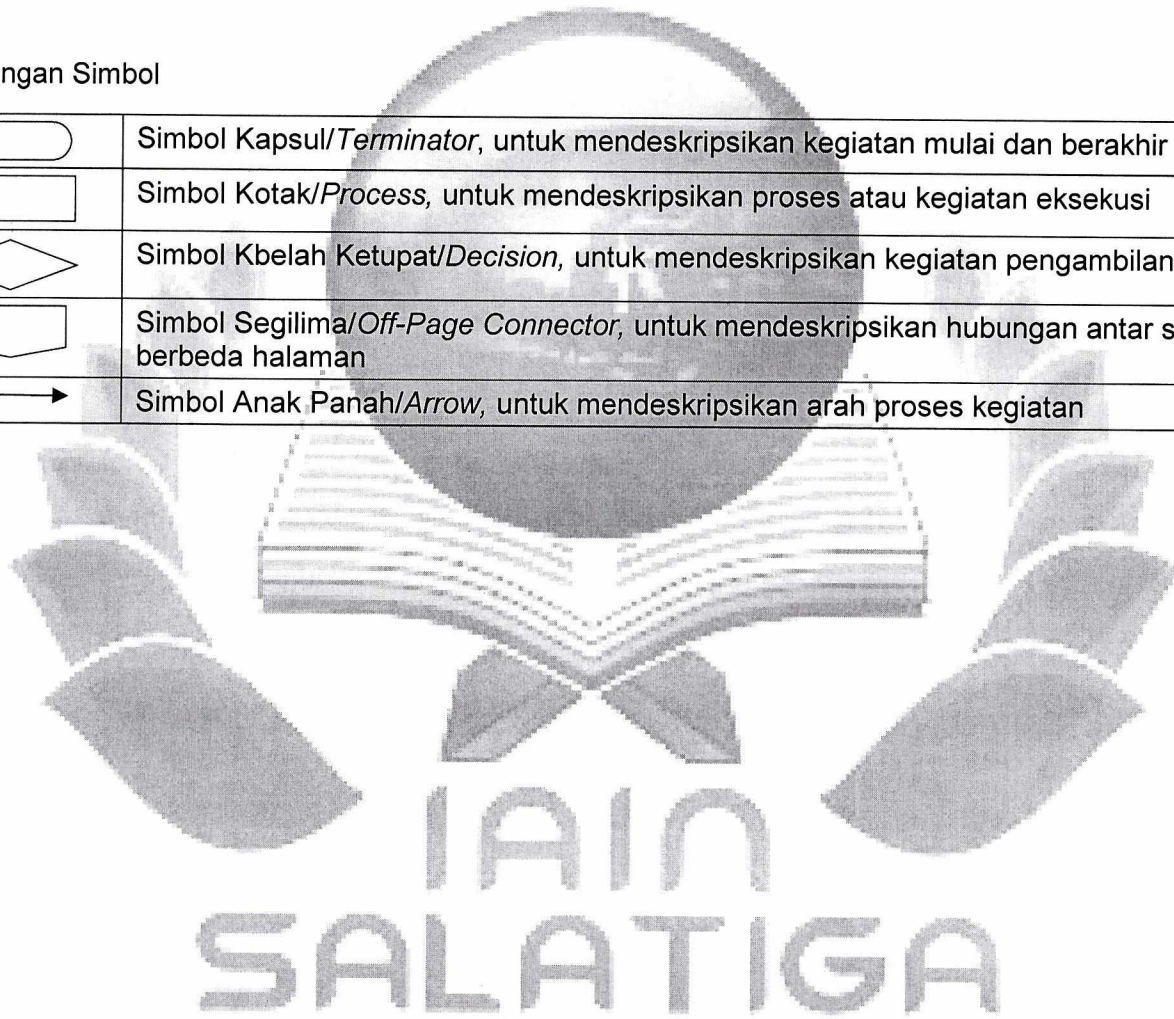 ngan Simbol
Simbol Kapsul/Terminator, untuk mendeskripsikan kegiatan mulai dan berakhir
Simbol Kotak/Process, untuk mendeskripsikan proses atau kegiatan eksekusi
Simbol Kbelah Ketupat/Decision, untuk mendeskripsikan kegiatan pengambilan
Simbol Segilima/Off-Page Connector, untuk mendeskripsikan hubungan antar s
berbeda halaman
Simbol Anak Panah/Arrow, untuk mendeskripsikan arah proses kegiatan
IAIN
SALATIGA